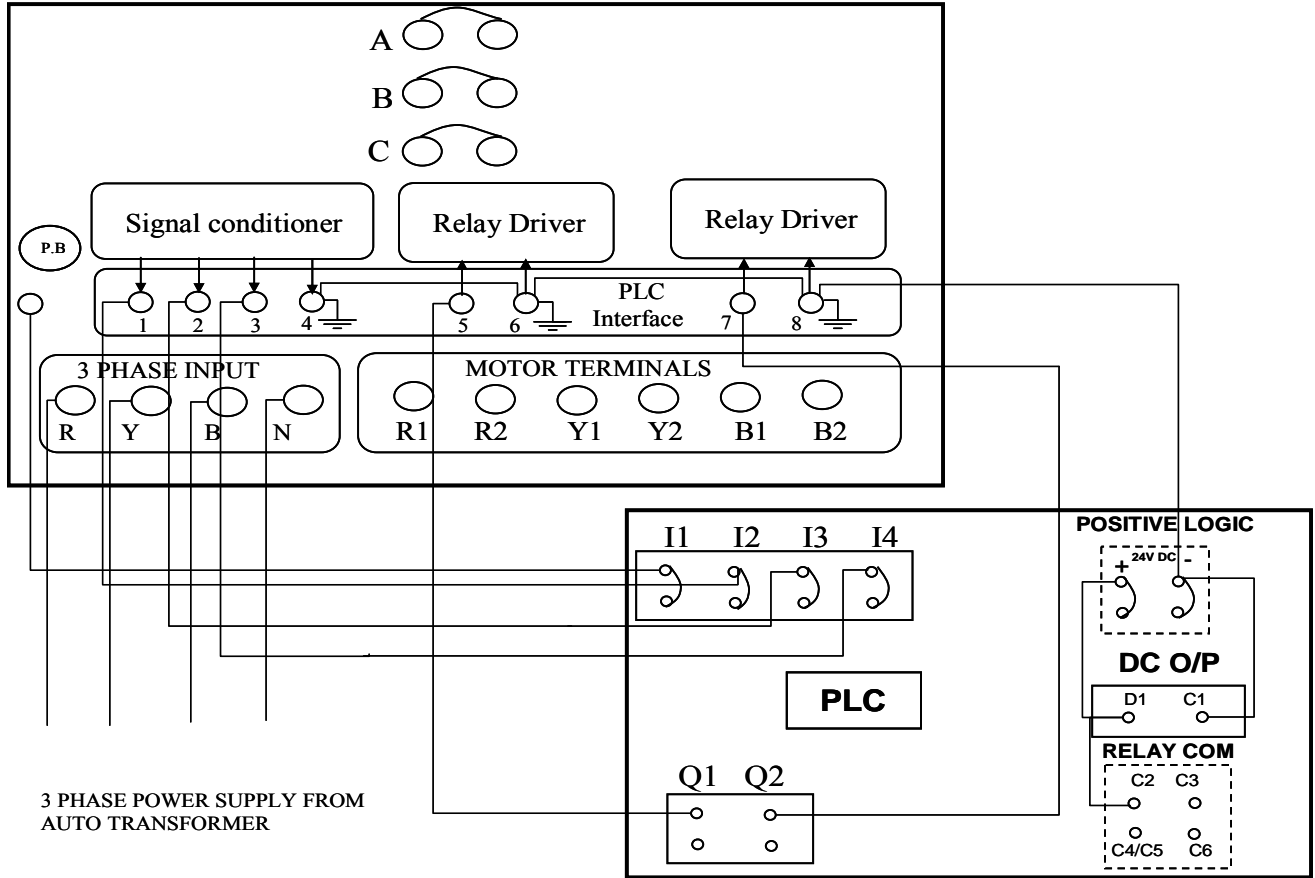 A
B
C
Signal conditioner
Relay Driver
Relay Driver
P.B
PLC
Interface
1 2 3 4 5 6 7 8
3 PHASE INPUT
R Y B N
MOTOR TERMINALS
R1 R2 Y1 Y2 B1 B2
I1 I2 I3 I4
POSITIVE LOGIC
24V DC
+ -
DC O/P
D1 C1
PLC
RELAY COM
C2 C3
C4/C5 C6
Q1 Q2
3 PHASE POWER SUPPLY FROM
AUTO TRANSFORMER